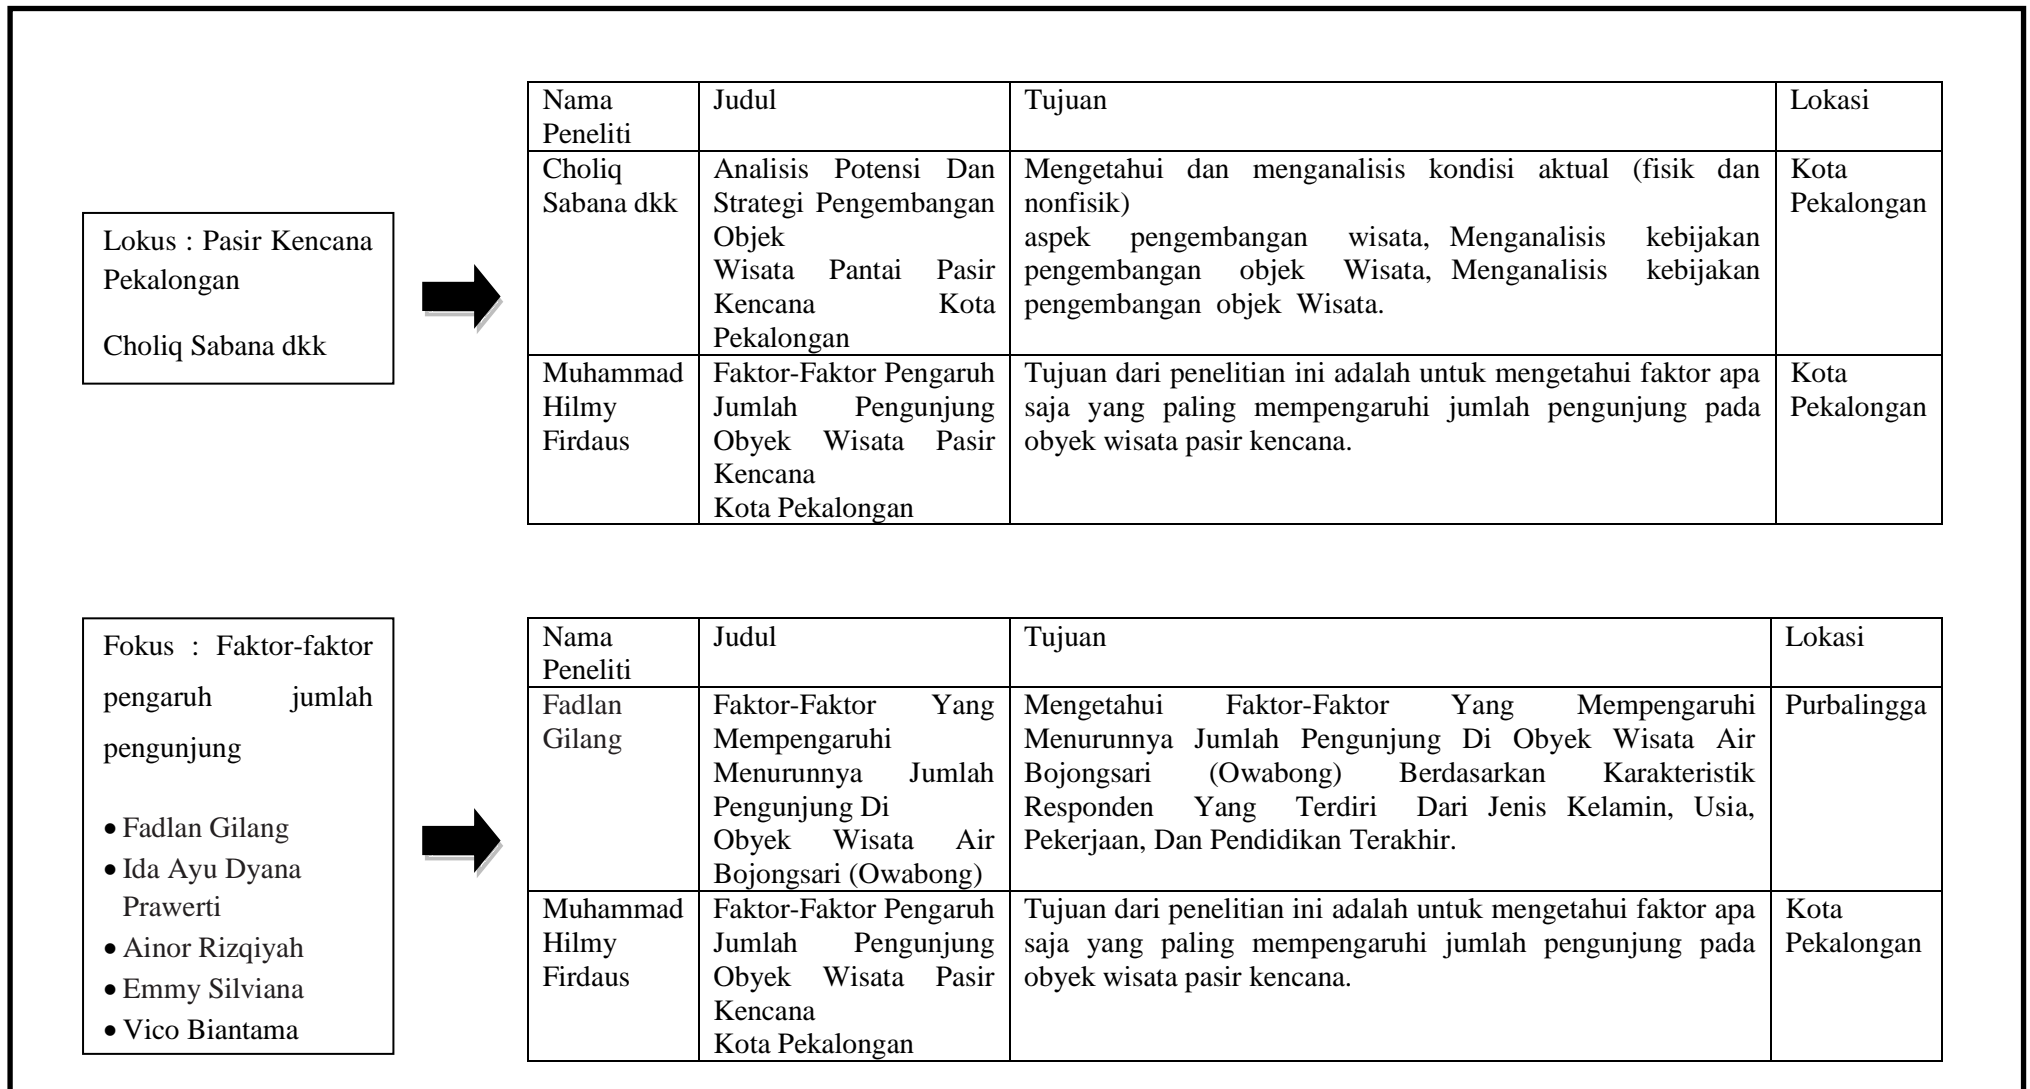 Lokus : Pasir Kencana
Pekalongan
Choliq Sabana dkk
Nama
Peneliti
Judul
Tujuan
Lokasi
Choliq
Sabana dkk
Analisis Potensi Dan
Strategi Pengembangan
Objek
Wisata Pantai Pasir
Kencana Kota
Pekalongan
Mengetahui dan menganalisis kondisi aktual (fisik dan
nonfisik)
aspek pengembangan wisata, Menganalisis kebijakan
pengembangan objek Wisata, Menganalisis kebijakan
pengembangan objek Wisata.
Kota
Pekalongan
Muhammad
Hilmy
Firdaus
Faktor-Faktor Pengaruh
Jumlah Pengunjung
Obyek Wisata Pasir
Kencana
Kota Pekalongan
Tujuan dari penelitian ini adalah untuk mengetahui faktor apa
saja yang paling mempengaruhi jumlah pengunjung pada
obyek wisata pasir kencana.
Kota
Pekalongan
Fokus : Faktor-faktor
pengaruh jumlah
pengunjung
• Fadlan Gilang
• Ida Ayu Dyana
Prawerti
• Ainor Rizqiyah
• Emmy Silviana
• Vico Biantama
Nama
Peneliti
Judul
Tujuan
Lokasi
Fadlan
Gilang
Faktor-Faktor Yang
Mempengaruhi
Menurunnya Jumlah
Pengunjung Di
Obyek Wisata Air
Bojongsari (Owabong)
Mengetahui Faktor-Faktor Yang Mempengaruhi
Menurunnya Jumlah Pengunjung Di Obyek Wisata Air
Bojongsari (Owabong) Berdasarkan Karakteristik
Responden Yang Terdiri Dari Jenis Kelamin, Usia,
Pekerjaan, Dan Pendidikan Terakhir.
Purbalingga
Muhammad
Hilmy
Firdaus
Faktor-Faktor Pengaruh
Jumlah Pengunjung
Obyek Wisata Pasir
Kencana
Kota Pekalongan
Tujuan dari penelitian ini adalah untuk mengetahui faktor apa
saja yang paling mempengaruhi jumlah pengunjung pada
obyek wisata pasir kencana.
Kota
Pekalongan